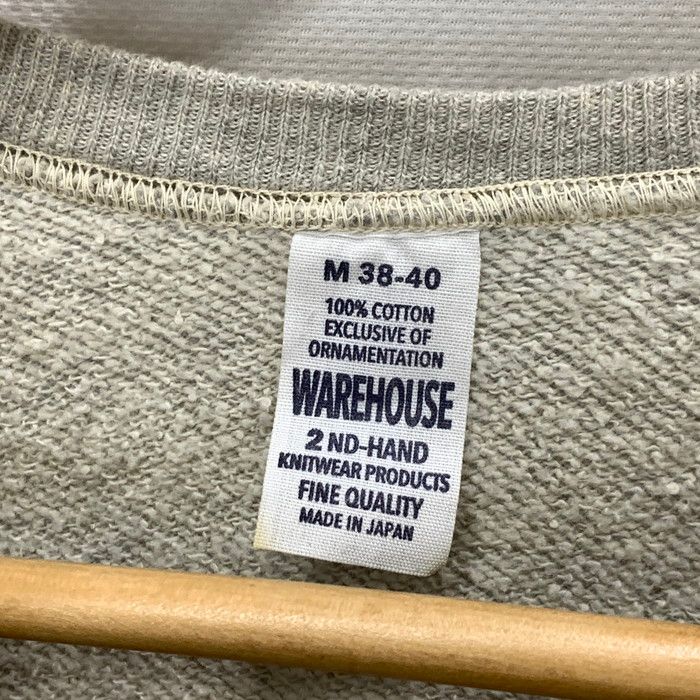 M 38-40
100% COTTON
EXCLUSIVE OF
ORNAMENTATION
WAREHOUSE
2 ND-HAND
KNITWEAR PRODUCTS
FINE QUALITY
MADE IN JAPAN